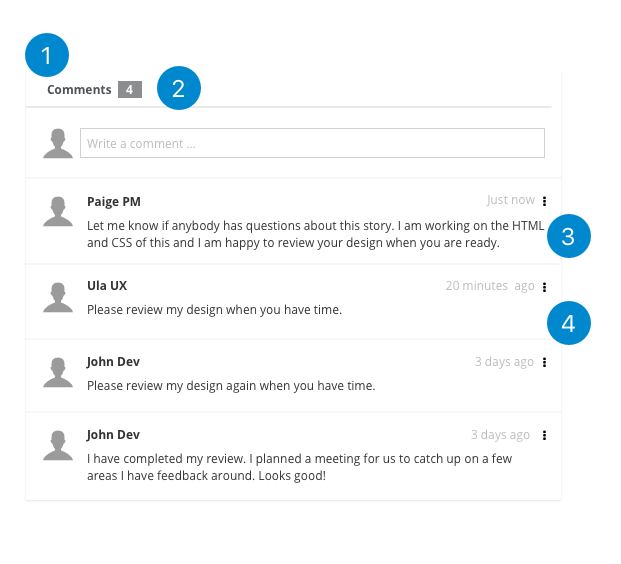 1
Comments 4
2
Write a comment ...
Paige PM Just now
Let me know if anybody has questions about this story. I am working on the HTML
and CSS of this and I am happy to review your design when you are ready.
3
Ula UX 20 minutes ago
Please review my design when you have time.
4
John Dev 3 days ago
Please review my design again when you have time.
John Dev 3 days ago
I have completed my review. I planned a meeting for us to catch up on a few
areas I have feedback around. Looks good!